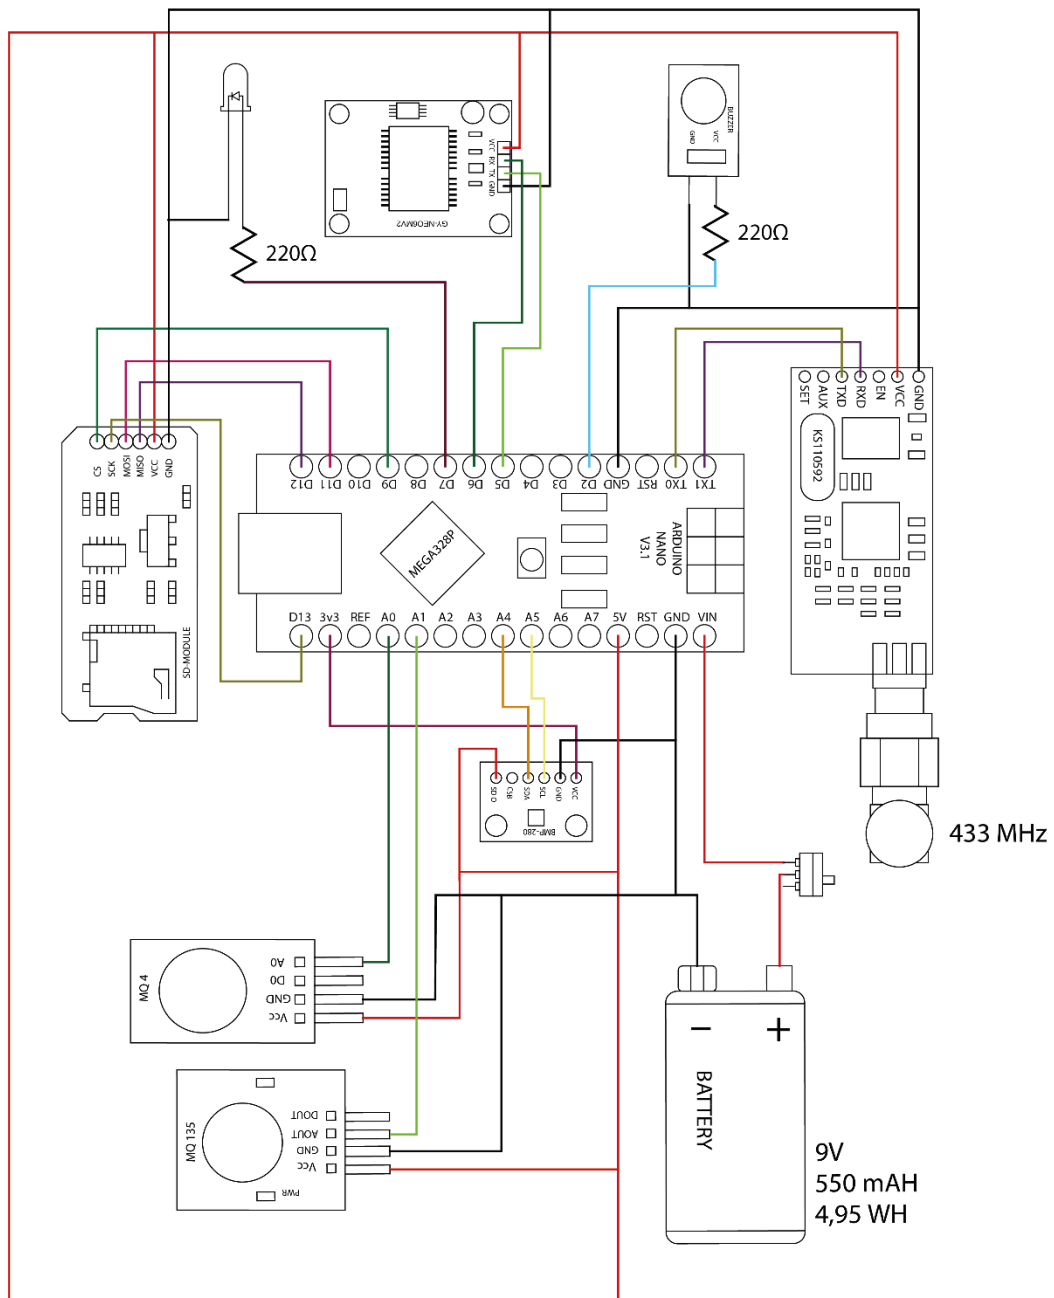 BUZZER
GND
VCC
VCC
RX
TX
GND
GY-NEO6MV2
220Ω
220Ω
CS
SCK
MOSI
MISO
VCC
GND
SD-MODULE
SET
AUX
TXD
RXD
EN
VCC
GND
KS110592
D12
D11
D10
D9
D8
D7
D6
D5
D4
D3
D2
GND
RST
TX0
TX1
MEGA328P
ARDUINO
NANO
V3.1
D13
3v3
REF
A0
A1
A2
A3
A4
A5
A6
A7
5V
RST
GND
VIN
SD O
CSB
SDA
SCL
GND
VCC
BMP-280
433 MHz
MQ 4
A0
D0
GND
Vcc
MQ 135
DOUT
AOUT
GND
Vcc
PWR
− +
BATTERY
9V
550 mAH
4,95 WH